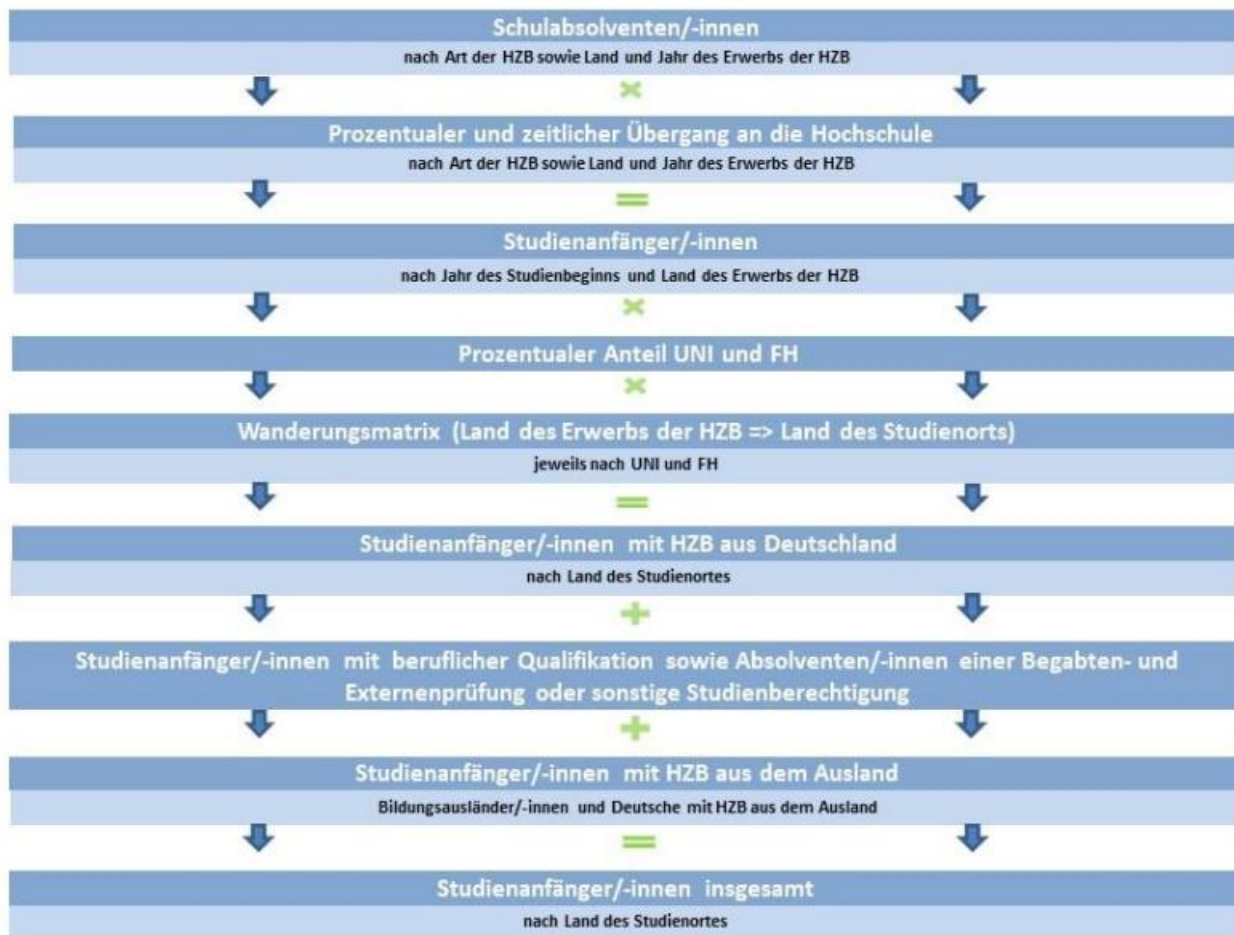 Schulabsolventen/-innen
nach Art der HZB sowie Land und Jahr des Erwerbs der HZB
×
Prozentualer und zeitlicher Übergang an die Hochschule
nach Art der HZB sowie Land und Jahr des Erwerbs der HZB
=
Studienanfänger/-innen
nach Jahr des Studienbeginns und Land des Erwerbs der HZB
×
Prozentualer Anteil UNI und FH
×
Wanderungsmatrix (Land des Erwerbs der HZB => Land des Studienorts)
jeweils nach UNI und FH
=
Studienanfänger/-innen mit HZB aus Deutschland
nach Land des Studienortes
+
Studienanfänger/-innen mit beruflicher Qualifikation sowie Absolventen/-innen einer Begabten- und
Externenprüfung oder sonstige Studienberechtigung
+
Studienanfänger/-innen mit HZB aus dem Ausland
Bildungsausländer/-innen und Deutsche mit HZB aus dem Ausland
=
Studienanfänger/-innen insgesamt
nach Land des Studienortes